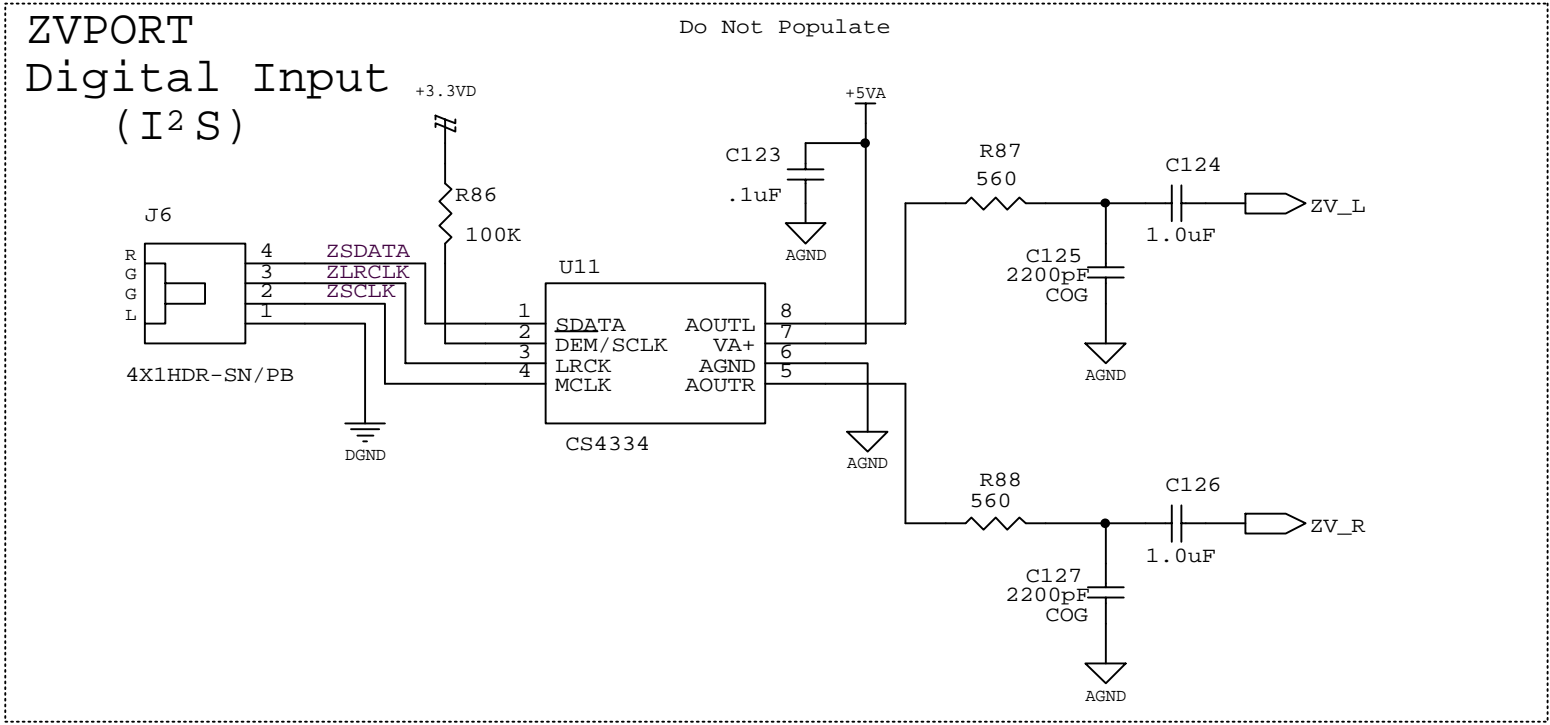 ZVPORT
Digital Input
(I²S)
Do Not Populate
+3.3VD
+5VA
R86
100K
C123
.1uF
AGND
R87
560
C124
1.0uF
ZV_L
C125
2200pF
COG
AGND
J6
R
G
G
L
4
3
2
1
ZSDATA
ZLRCLK
ZSCLK
4X1HDR-SN/PB
DGND
U11
1
2
3
4
SDATA
DEM/SCLK
LRCK
MCLK
AOUTL
VA+
AGND
AOUTR
8
7
6
5
CS4334
AGND
R88
560
C126
1.0uF
ZV_R
C127
2200pF
COG
AGND